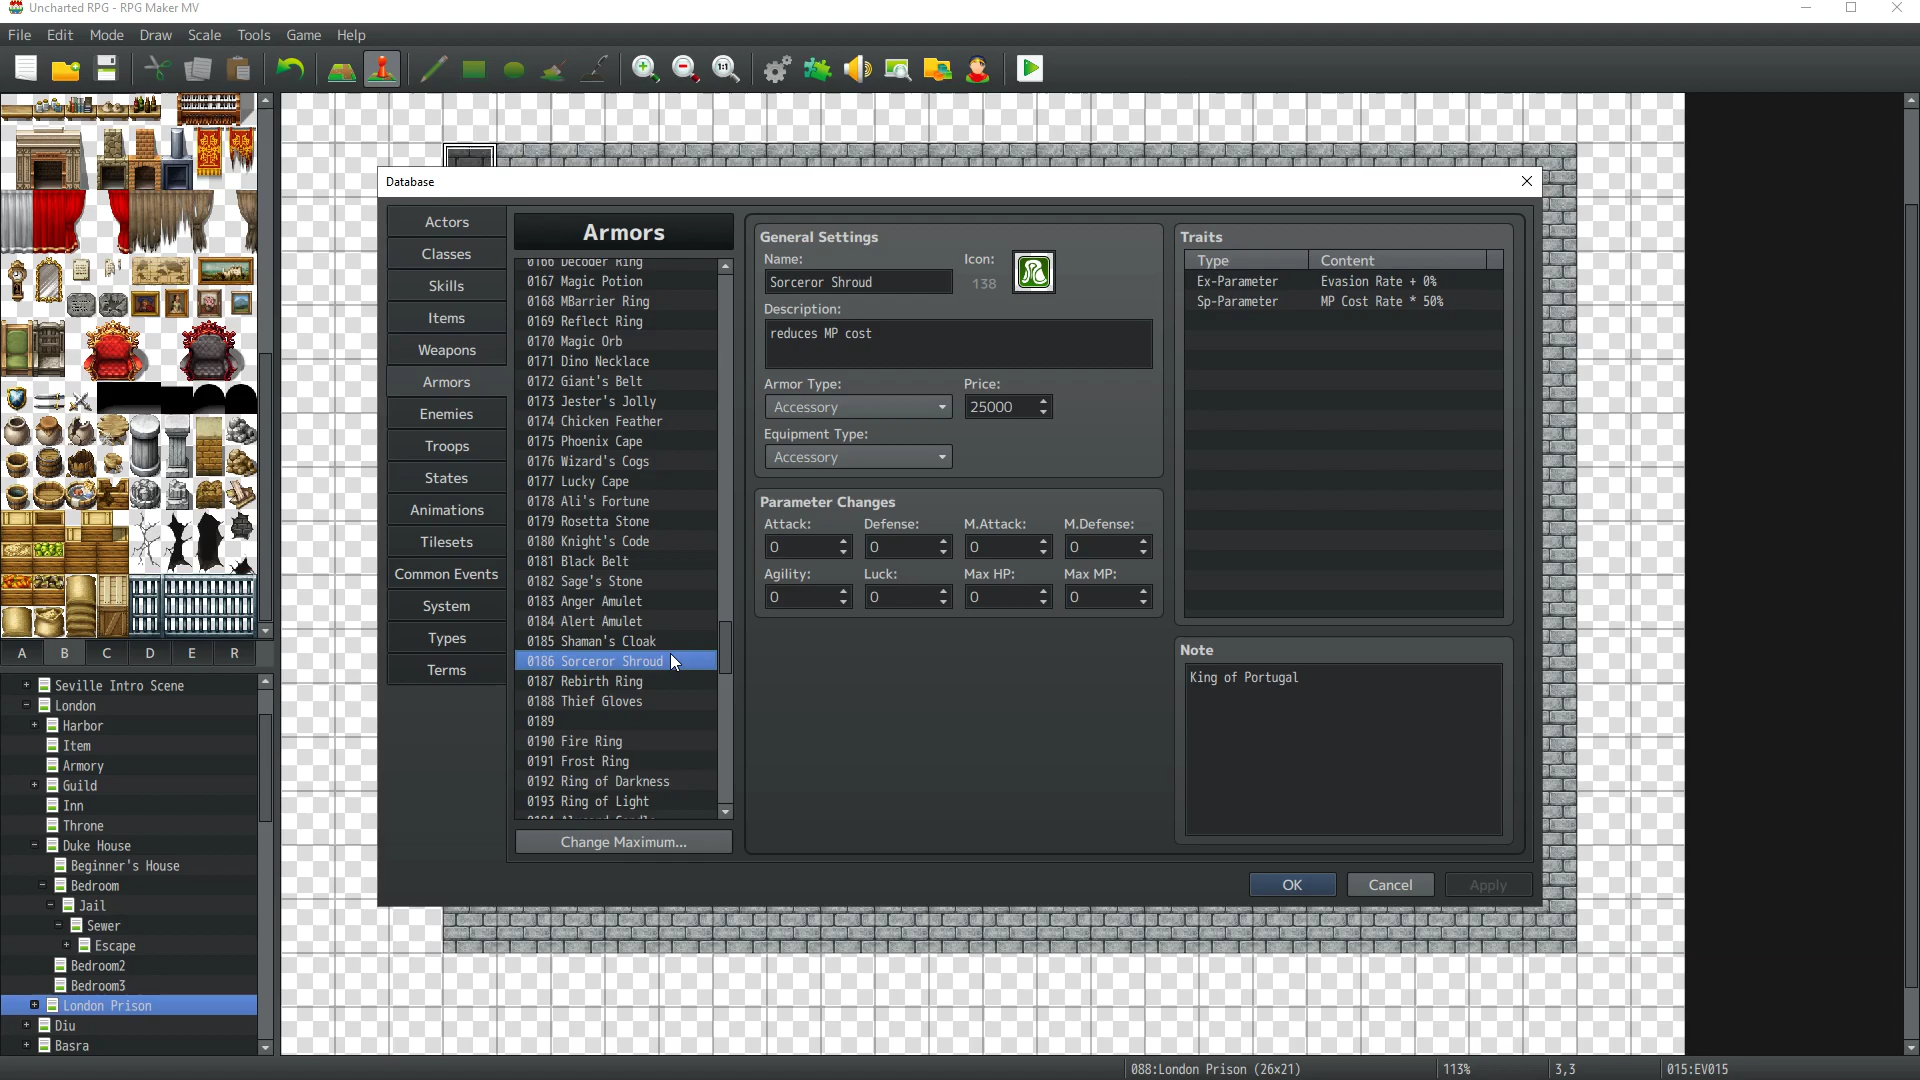 Uncharted RPG - RPG Maker MV
File Edit Mode Draw Scale Tools Game Help
Database
Actors
Classes
Skills
Items
Weapons
Armors
Enemies
Troops
States
Animations
Tilesets
Common Events
System
Types
Terms
Armors
0166 Decoder Ring
0167 Magic Potion
0168 MBarrier Ring
0169 Reflect Ring
0170 Magic Orb
0171 Dino Necklace
0172 Giant's Belt
0173 Jester's Jolly
0174 Chicken Feather
0175 Phoenix Cape
0176 Wizard's Cogs
0177 Lucky Cape
0178 Ali's Fortune
0179 Rosetta Stone
0180 Knight's Code
0181 Black Belt
0182 Sage's Stone
0183 Anger Amulet
0184 Alert Amulet
0185 Shaman's Cloak
0186 Sorceror Shroud
0187 Rebirth Ring
0188 Thief Gloves
0189
0190 Fire Ring
0191 Frost Ring
0192 Ring of Darkness
0193 Ring of Light
Change Maximum...
General Settings
Name: Icon:
Sorceror Shroud 138
Description:
reduces MP cost
Armor Type: Price:
Accessory 25000
Equipment Type:
Accessory
Parameter Changes
Attack: Defense: M.Attack: M.Defense:
0 0 0 0
Agility: Luck: Max HP: Max MP:
0 0 0 0
Traits
Type Content
Ex-Parameter Evasion Rate + 0%
Sp-Parameter MP Cost Rate * 50%
Note
King of Portugal
OK Cancel Apply
A B C D E R
Seville Intro Scene
London
Harbor
Item
Armory
Guild
Inn
Throne
Duke House
Beginner's House
Bedroom
Jail
Sewer
Escape
Bedroom2
Bedroom3
London Prison
Diu
Basra
088:London Prison (26x21) 113% 3,3 015:EV015